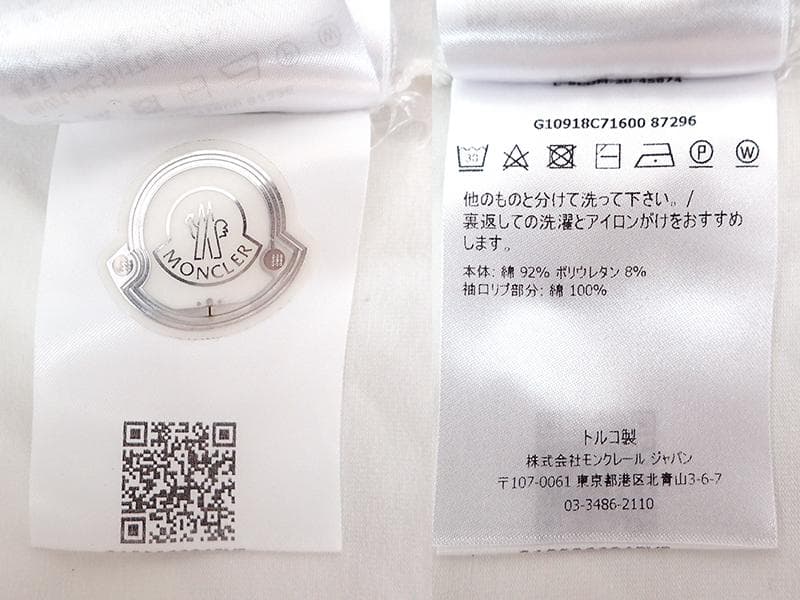 MONCLER
G10918C71600 87296
30
P
W
他のものと分けて洗って下さい。/
裏返しての洗濯とアイロンがけをおすすめ
します。
本体: 綿 92% ポリウレタン 8%
袖口リブ部分: 綿 100%
トルコ製
株式会社モンクレール ジャパン
〒107-0061 東京都港区北青山3-6-7
03-3486-2110